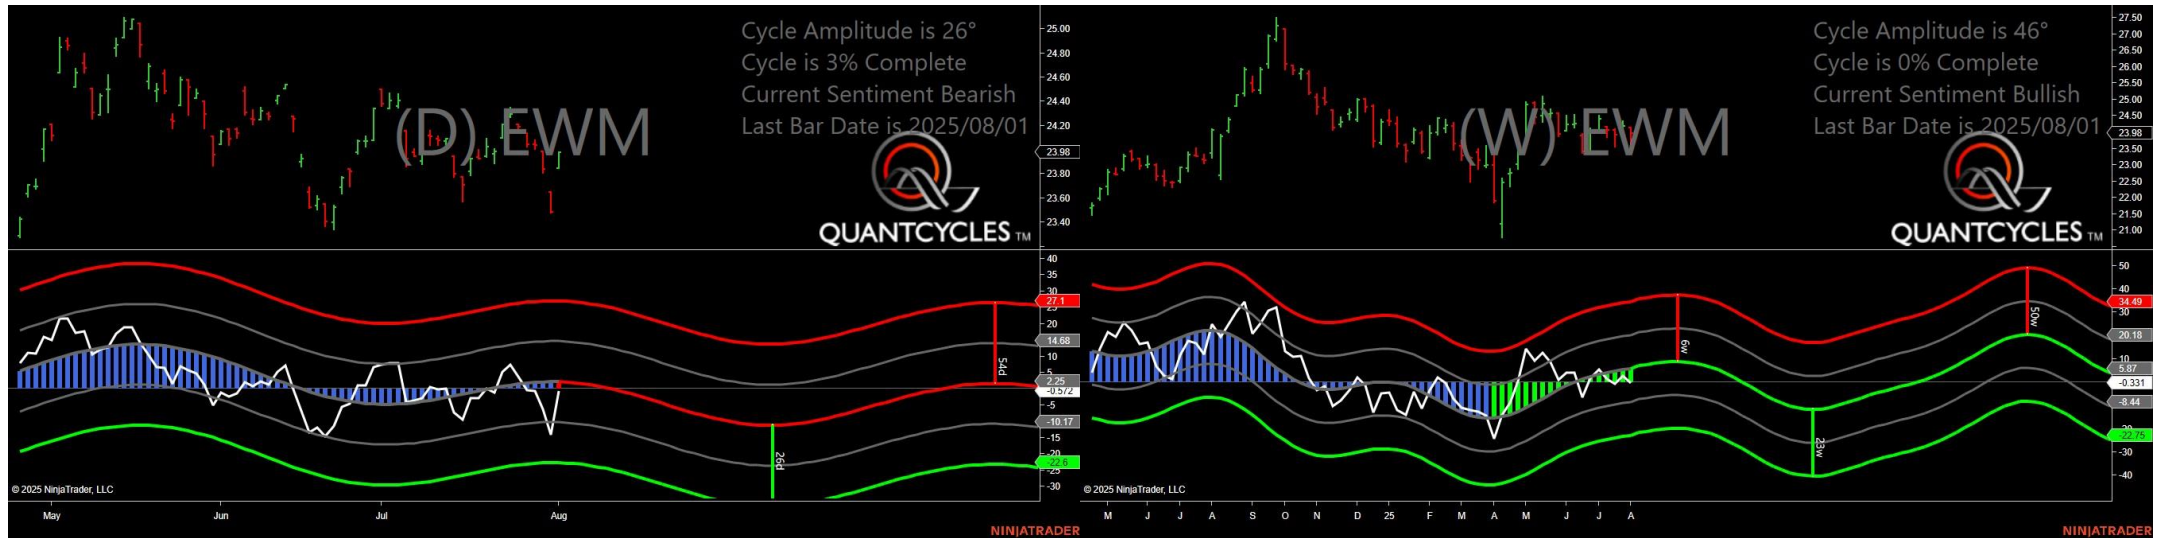 Cycle Amplitude is 26°
Cycle is 3% Complete
Current Sentiment Bearish
Last Bar Date is 2025/08/01
(D) EWM
QUANTCYCLES TM
25.00
24.80
24.60
24.40
24.20
23.98
23.80
23.60
23.40
40
35
30
27.1
25
20
14.68
10
5
2.25
-0.572
-5
-10.17
-15
-22.6
-25
-30
54d
26d
© 2025 NinjaTrader, LLC
May
Jun
Jul
Aug
NINJATRADER
Cycle Amplitude is 46°
Cycle is 0% Complete
Current Sentiment Bullish
Last Bar Date is 2025/08/01
(W) EWM
QUANTCYCLES TM
27.50
27.00
26.50
26.00
25.50
25.00
24.50
23.98
23.50
23.00
22.50
22.00
21.50
21.00
50
40
34.49
30
20.18
10
5.87
-0.331
-8.44
-20
-22.75
-30
-40
6w
23w
50w
© 2025 NinjaTrader, LLC
M
J
J
A
S
O
N
D
25
F
M
A
M
J
J
A
NINJATRADER